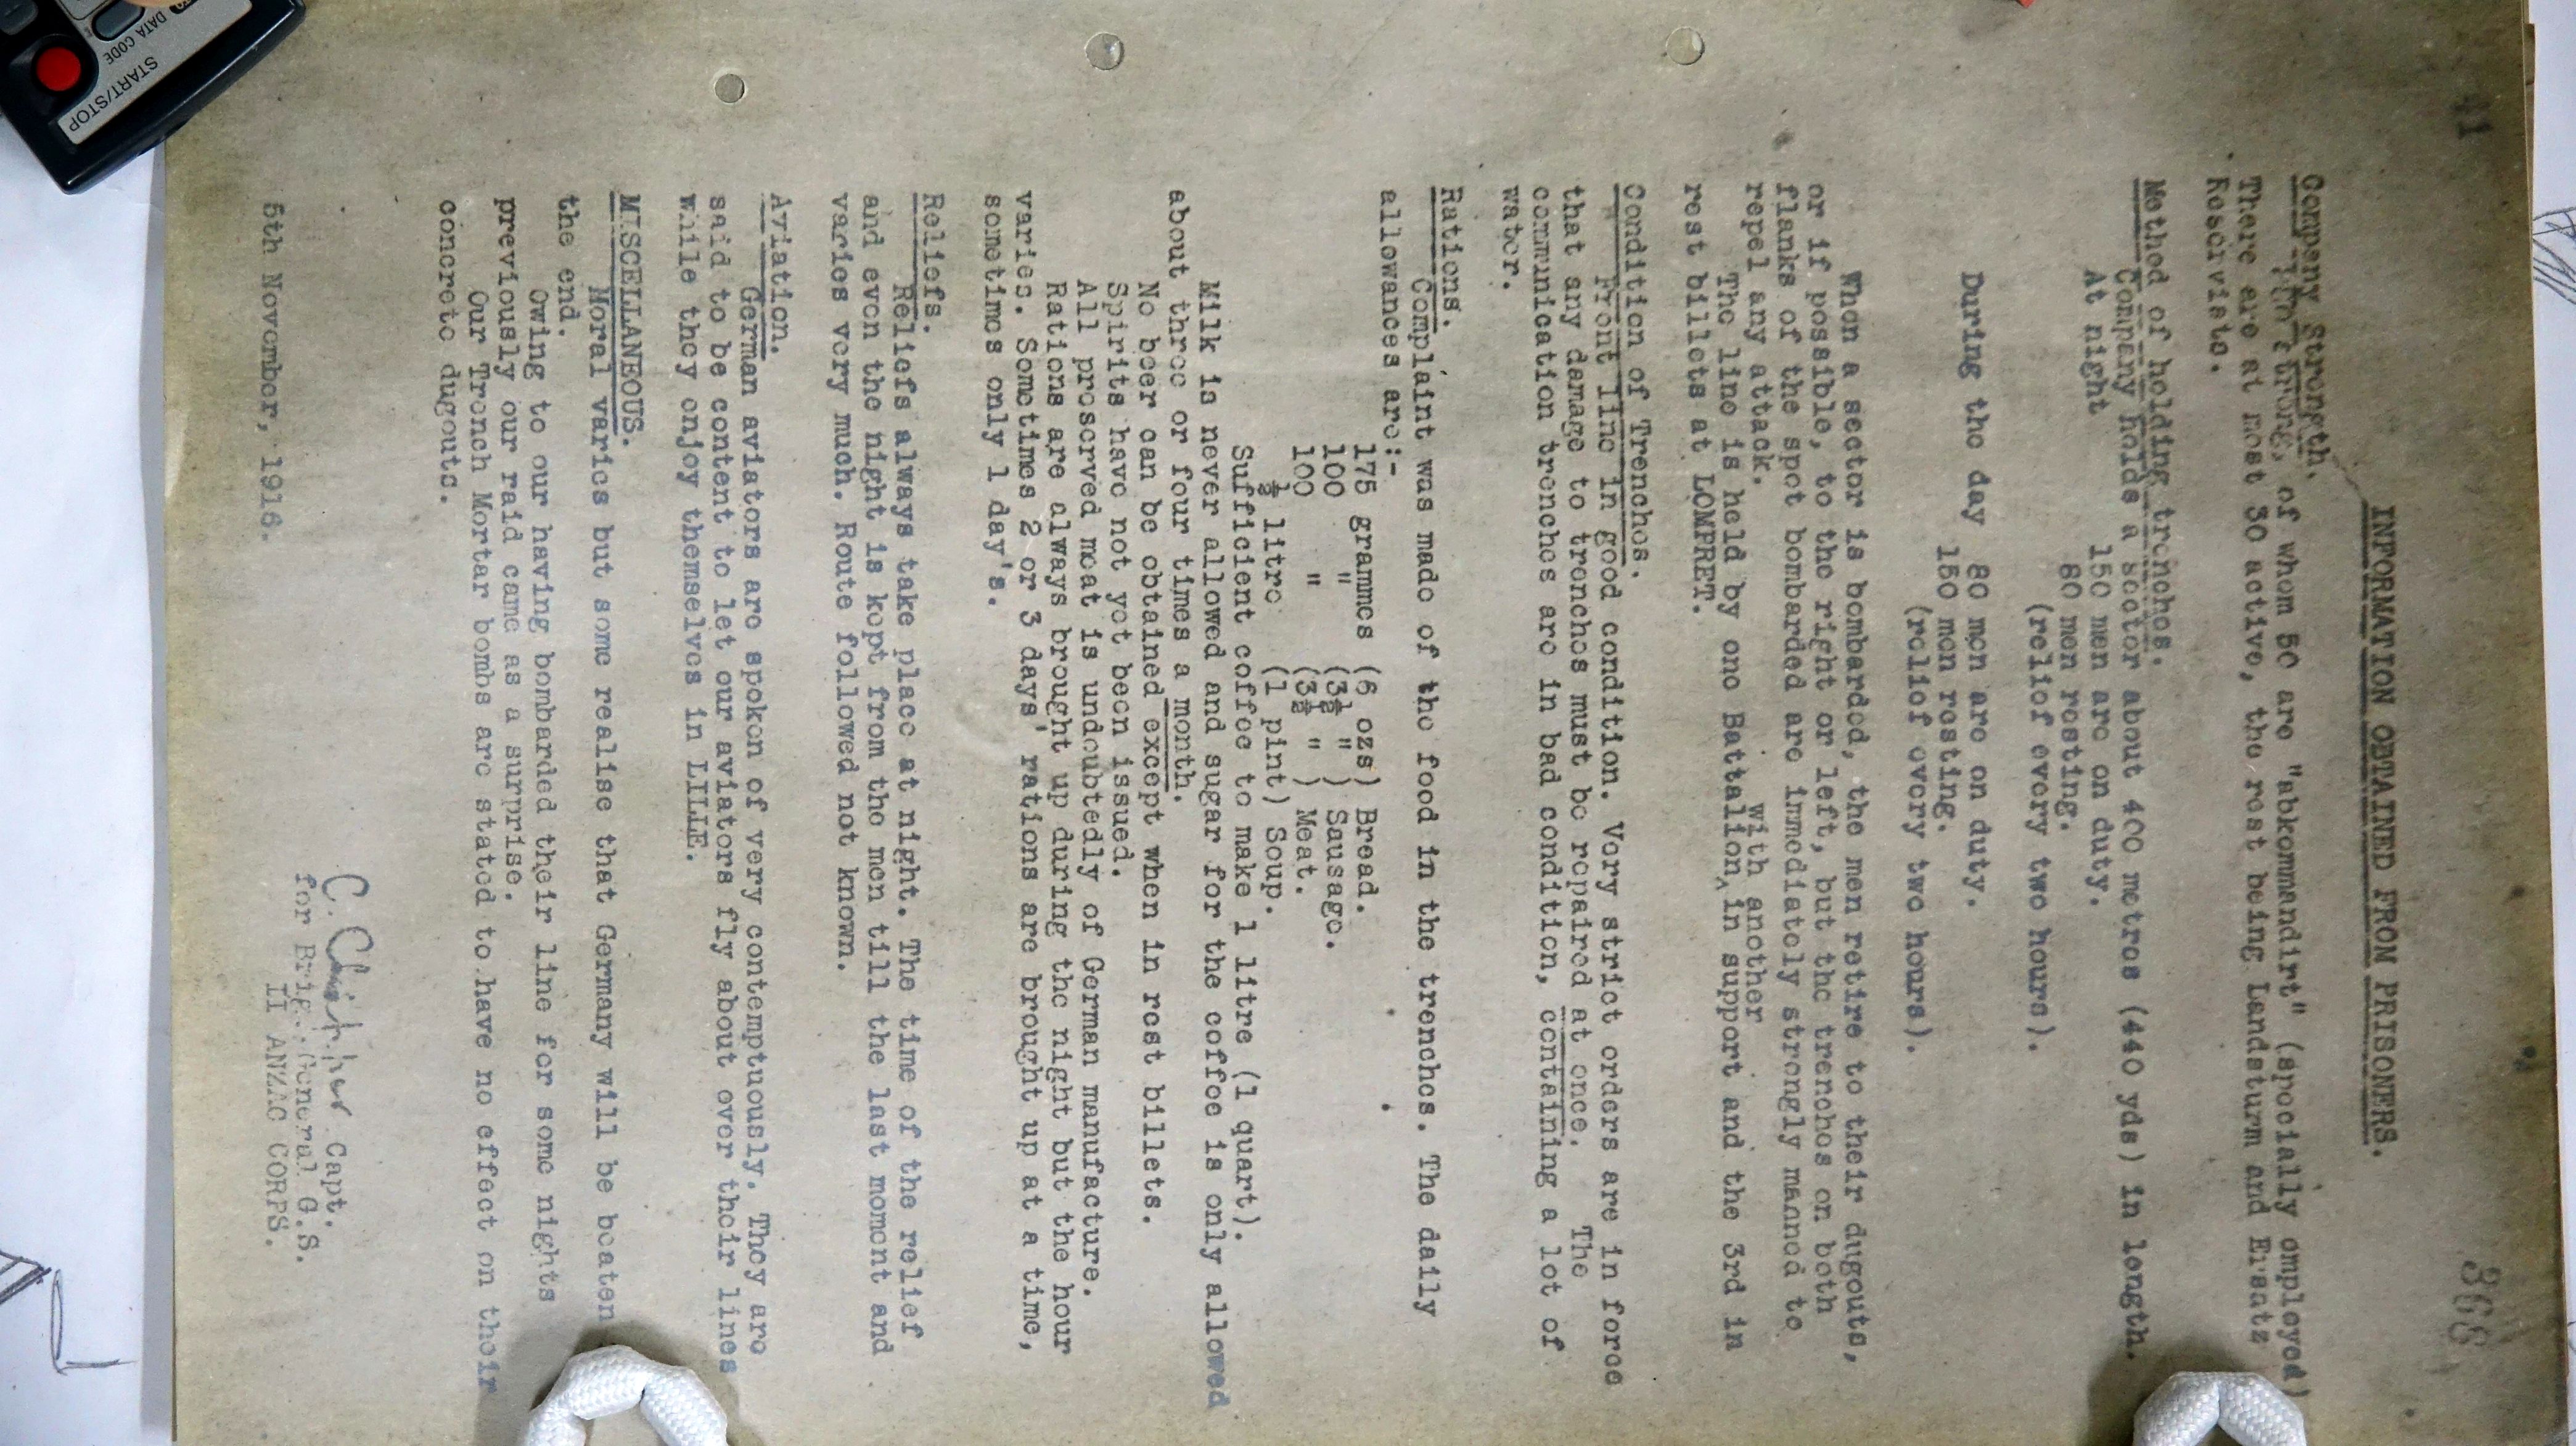 41
368
INFORMATION OBTAINED FROM PRISONERS.
Company Strength.
strong, of whom 50 are "abkommandirt" (specially employed)
There are at most 30 active, the rest being Landsturm and Ersatz
Reservists.
Method of holding trenches.
Company holds a sector about 400 metres (440 yds) in length.
At night 150 men are on duty.
80 men resting.
(relief every two hours).
During the day 80 men are on duty.
150 men resting.
(relief every two hours).
When a sector is bombarded, the men retire to their dugouts,
or if possible, to the right or left, but the trenches on both
flanks of the spot bombarded are immediately strongly manned to
repel any attack.
with another
The line is held by one Battalion ^ in support and the 3rd in
rest billets at LOMPRET.
Condition of Trenches.
Front line in good condition. Very strict orders are in force
that any damage to trenches must be repaired at once. The
communication trenches are in bad condition, containing a lot of
water.
Rations.
Complaint was made of the food in the trenches. The daily
allowances are:-
175 grammes (6 ozs) Bread.
100 " (3½ " ) Sausage.
100 " (3½ " ) Meat.
½ litre (1 pint) Soup.
Sufficient coffee to make 1 litre (1 quart).
Milk is never allowed and sugar for the coffee is only allowed
about three or four times a month.
No beer can be obtained except when in rest billets.
Spirits have not yet been issued.
All preserved meat is undoubtedly of German manufacture.
Rations are always brought up during the night but the hour
varies. Sometimes 2 or 3 days' rations are brought up at a time,
sometimes only 1 day's.
Reliefs.
Reliefs always take place at night. The time of the relief
and even the night is kept from the men till the last moment and
varies very much. Route followed not known.
Aviation.
German aviators are spoken of very contemptuously. They are
said to be content to let our aviators fly about over their lines
while they enjoy themselves in LILLE.
MISCELLANEOUS.
Moral varies but some realise that Germany will be beaten
the end.
Owing to our having bombarded their line for some nights
previously our raid came as a surprise.
Our Trench Mortar bombs are stated to have no effect on their
concrete dugouts.
C. Capt.
for Brig.General G.S.
5th November, 1916. II ANZAC CORPS.
DATA CODE
START/STOP